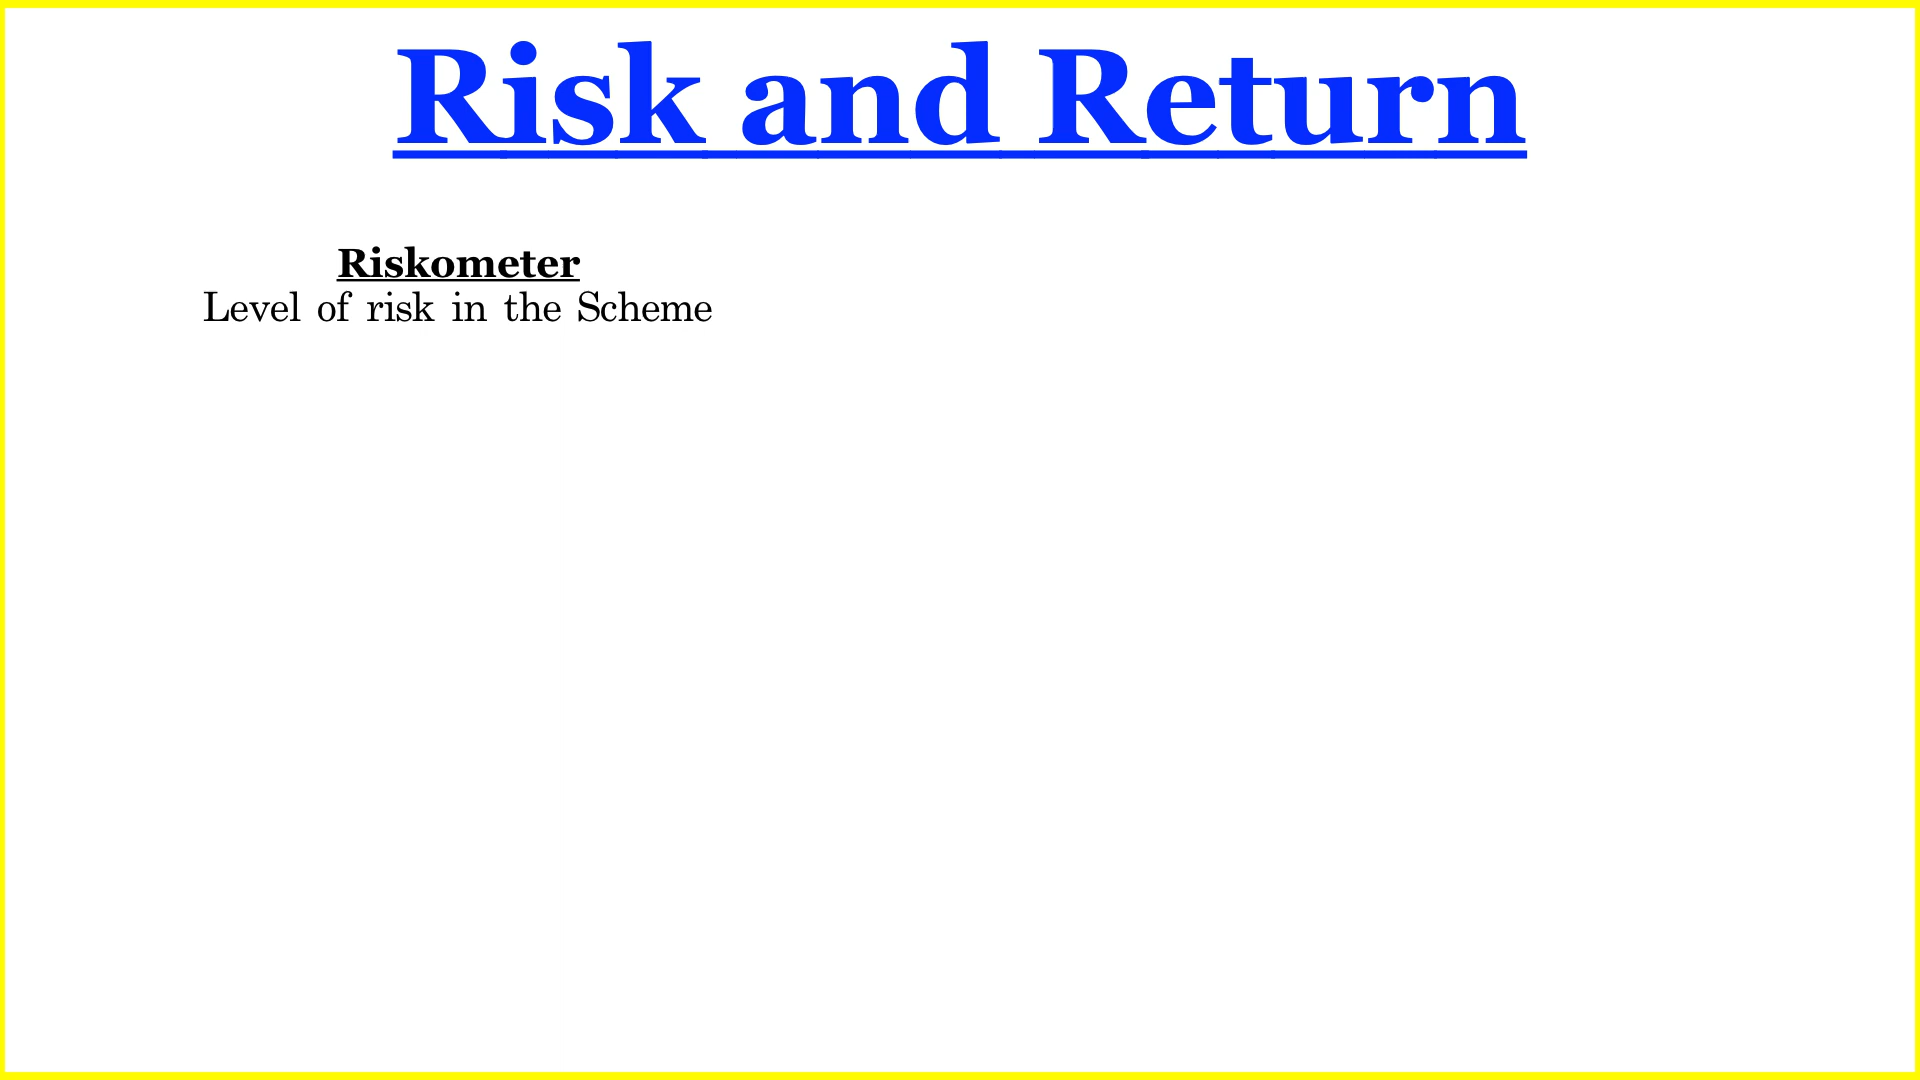 Risk and Return
Riskometer
Level of risk in the Scheme